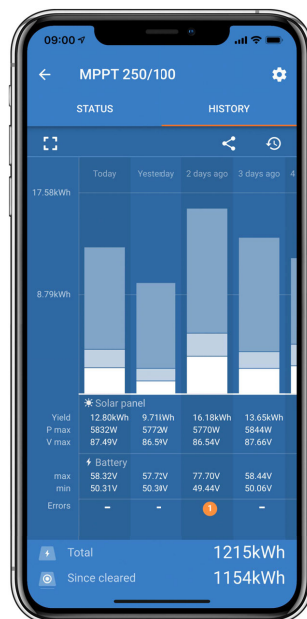 09:00
MPPT 250/100
STATUS HISTORY
Today Yesterday 2 days ago 3 days ago 4
17.58kWh
8.79kWh
Solar panel
Yield 12.80kWh 9.71kWh 16.18kWh 13.65kWh
P max 5832W 5772W 5770W 5844W
V max 87.49V 86.59V 86.54V 87.66V
Battery
max 58.32V 57.72V 77.70V 58.44V
min 50.31V 50.39V 49.44V 50.06V
Errors - - 1 -
Total 1215kWh
Since cleared 1154kWh